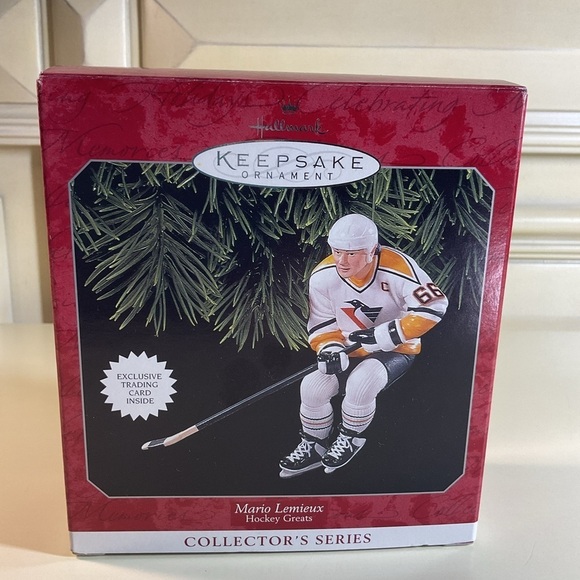 Hallmark
KEEPSAKE
ORNAMENT
C
66
EXCLUSIVE
TRADING
CARD
INSIDE
Mario Lemieux
Hockey Greats
COLLECTOR'S SERIES